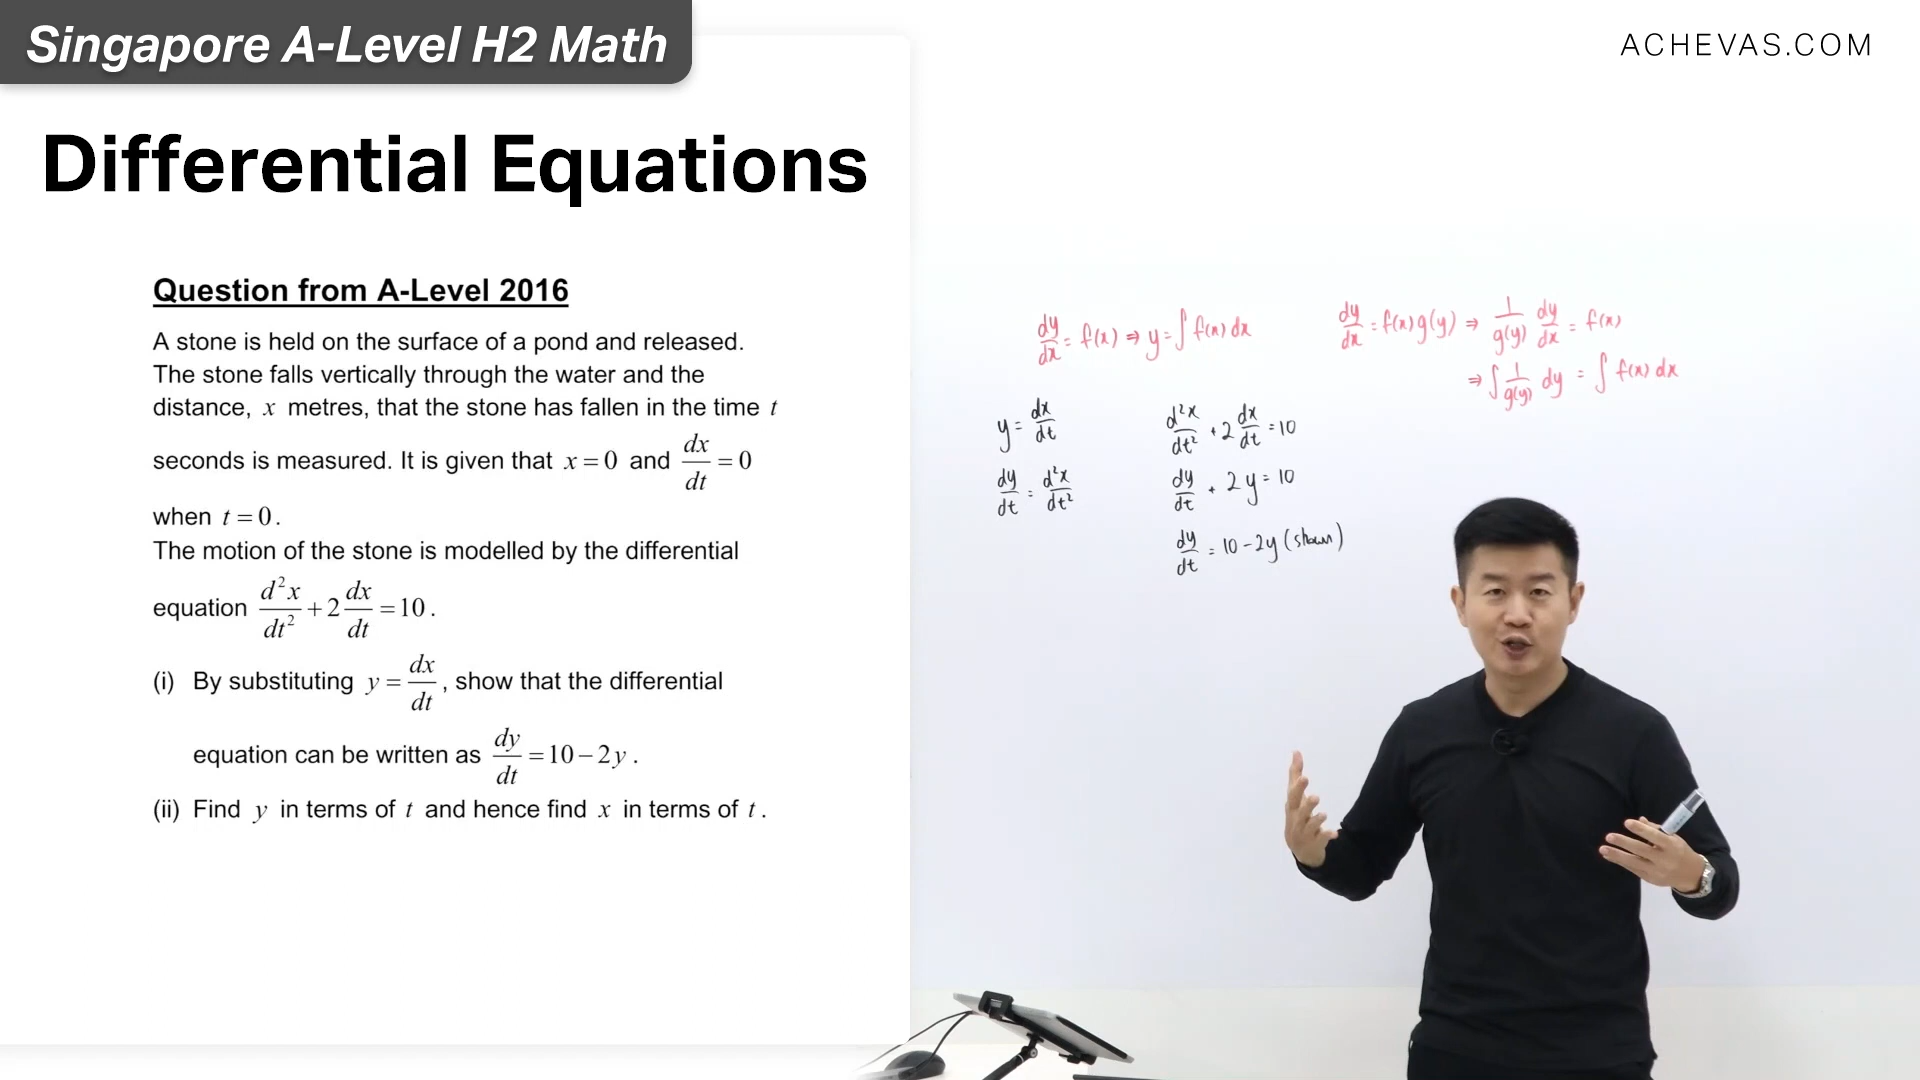 Singapore A-Level H2 Math
ACHEVAS.COM
Differential Equations
Question from A-Level 2016
A stone is held on the surface of a pond and released.
The stone falls vertically through the water and the
distance, x metres, that the stone has fallen in the time t
seconds is measured. It is given that x = 0 and dx/dt = 0
when t = 0.
The motion of the stone is modelled by the differential
equation d²x/dt² + 2 dx/dt = 10.
(i) By substituting y = dx/dt, show that the differential
equation can be written as dy/dt = 10 − 2y.
(ii) Find y in terms of t and hence find x in terms of t.
dy/dx = f(x) ⇒ y = ∫ f(x) dx
dy/dx = f(x) g(y) ⇒ 1/g(y) dy/dx = f(x)
⇒ ∫ 1/g(y) dy = ∫ f(x) dx
y = dx/dt
dy/dt = d²x/dt²
d²x/dt² + 2 dx/dt = 10
dy/dt + 2y = 10
dy/dt = 10 − 2y (shown)